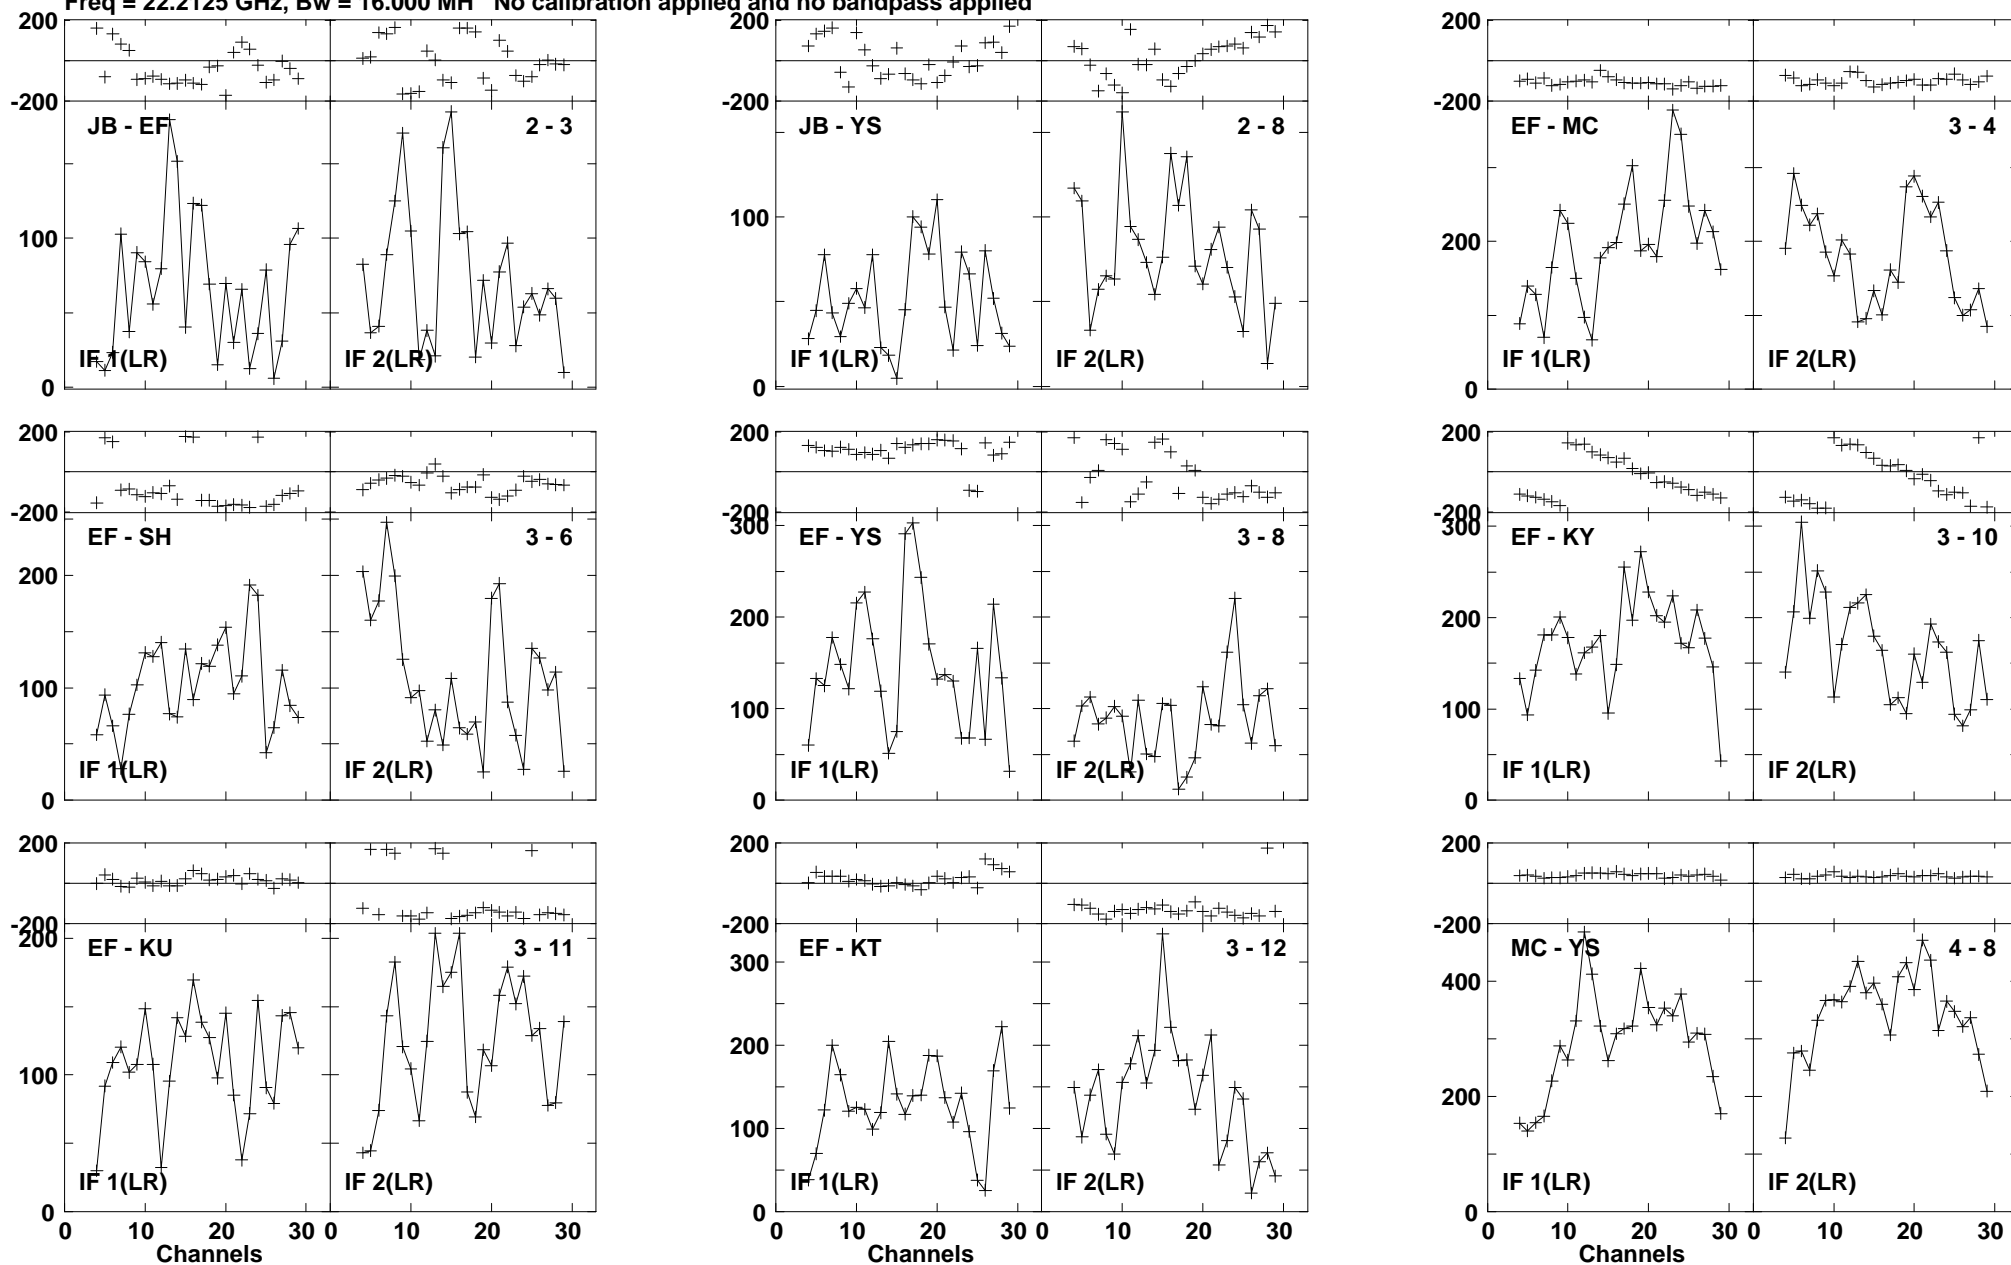 Freq = 22.2125 GHz, Bw = 16.000 MH No calibration applied and no bandpass applied
200 200 200
-200 -200 -200
JB - EF 2 - 3 JB - YS 2 - 8 EF - MC 3 - 4
100 100 200
IF 1(LR) IF 2(LR) IF 1(LR) IF 2(LR) IF 1(LR) IF 2(LR)
0 0 0
200 200 200
-200 -200 -200
300 300
EF - SH 3 - 6 EF - YS 3 - 8 EF - KY 3 - 10
200 200 200
100 100 100
IF 1(LR) IF 2(LR) IF 1(LR) IF 2(LR) IF 1(LR) IF 2(LR)
0 0 0
200 200 200
-200 -200 -200
200
EF - KU 3 - 11 EF - KT 3 - 12 MC - YS 4 - 8
300 400
200
100 100 200
IF 1(LR) IF 2(LR) IF 1(LR) IF 2(LR) IF 1(LR) IF 2(LR)
0 0 0
0 10 20 30 0 10 20 30 0 10 20 30 0 10 20 30 0 10 20 30 0 10 20 30
Channels Channels Channels